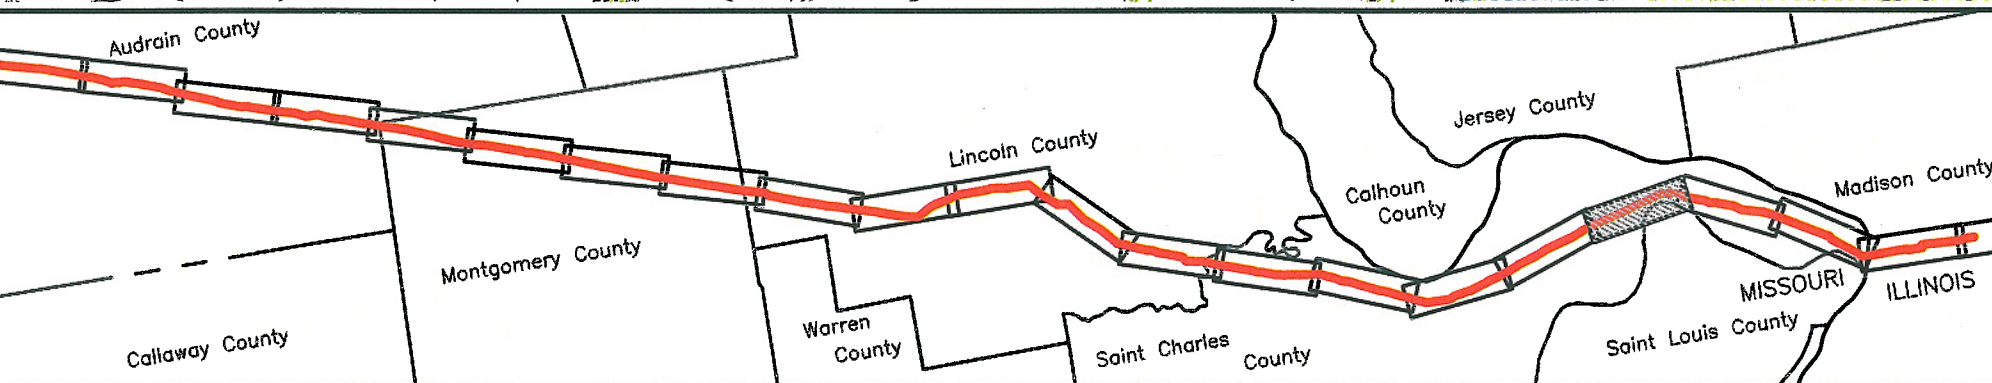 Audrain County
Jersey County
Lincoln County
Madison County
Calhoun
County
Montgomery County
MISSOURI
ILLINOIS
Warren
County
Saint Charles
County
Saint Louis County
Callaway County